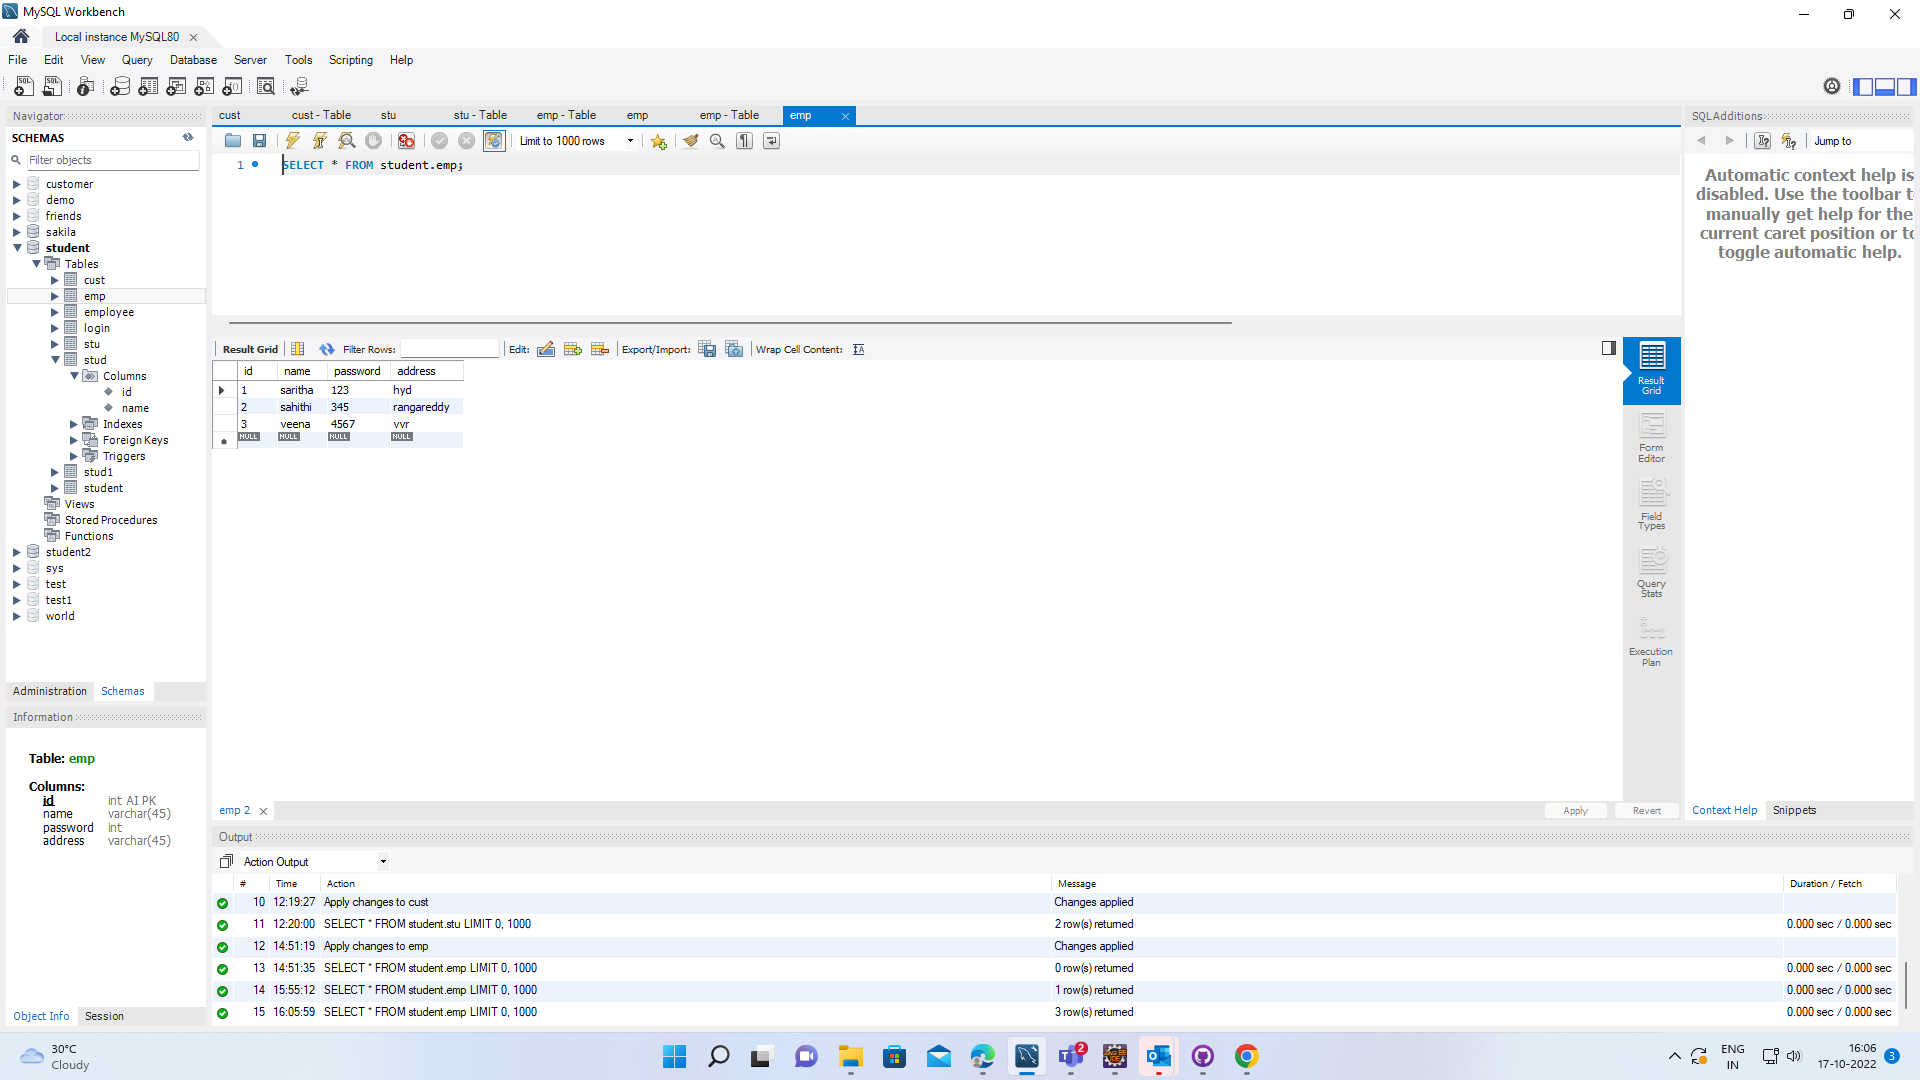 MySQL Workbench
Local instance MySQL80
File Edit View Query Database Server Tools Scripting Help
Navigator
SCHEMAS
Filter objects
customer
demo
friends
sakila
student
Tables
cust
emp
employee
login
stu
stud
Columns
id
name
Indexes
Foreign Keys
Triggers
stud1
student
Views
Stored Procedures
Functions
student2
sys
test
test1
world
Administration Schemas
Information
Table: emp
Columns:
id int AI PK
name varchar(45)
password int
address varchar(45)
Object Info Session
cust cust - Table stu stu - Table emp - Table emp emp - Table emp
Limit to 1000 rows
1 SELECT * FROM student.emp;
Result Grid Filter Rows: Edit: Export/Import: Wrap Cell Content:
id name password address
1 saritha 123 hyd
2 sahithi 345 rangareddy
3 veena 4567 vvr
NULL NULL NULL NULL
Result
Grid
Form
Editor
Field
Types
Query
Stats
Execution
Plan
emp 2 Apply Revert
SQLAdditions
Jump to
Automatic context help is
disabled. Use the toolbar t
manually get help for the
current caret position or to
toggle automatic help.
Context Help Snippets
Output
Action Output
# Time Action Message Duration / Fetch
10 12:19:27 Apply changes to cust Changes applied
11 12:20:00 SELECT * FROM student.stu LIMIT 0, 1000 2 row(s) returned 0.000 sec / 0.000 sec
12 14:51:19 Apply changes to emp Changes applied
13 14:51:35 SELECT * FROM student.emp LIMIT 0, 1000 0 row(s) returned 0.000 sec / 0.000 sec
14 15:55:12 SELECT * FROM student.emp LIMIT 0, 1000 1 row(s) returned 0.000 sec / 0.000 sec
15 16:05:59 SELECT * FROM student.emp LIMIT 0, 1000 3 row(s) returned 0.000 sec / 0.000 sec
30°C
Cloudy
2
ENG
IN
16:06
17-10-2022
3